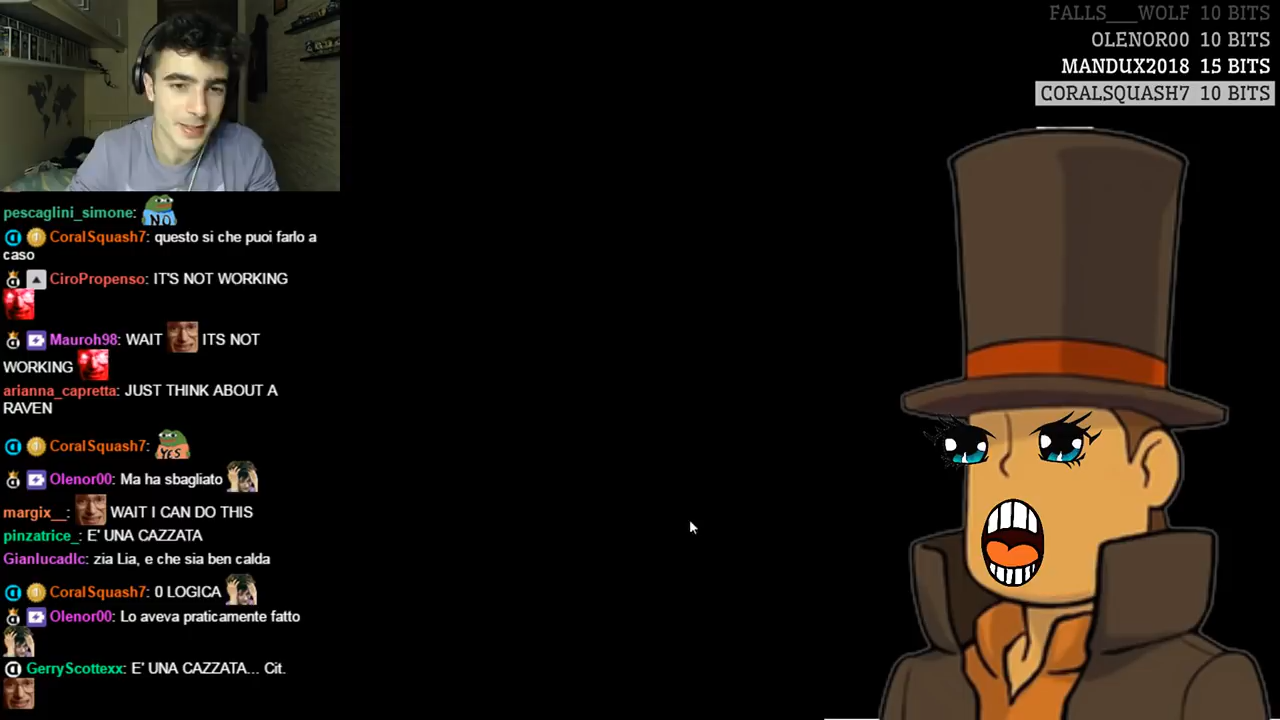 FALLS___WOLF 10 BITS
OLENOR00 10 BITS
MANDUX2018 15 BITS
CORALSQUASH7 10 BITS
pescaglini_simone:
NO
CoralSquash7: questo si che puoi farlo a
caso
CiroPropenso: IT'S NOT WORKING
Mauroh98: WAIT ITS NOT
WORKING
arianna_capretta: JUST THINK ABOUT A
RAVEN
CoralSquash7:
YES
Olenor00: Ma ha sbagliato
margix__: WAIT I CAN DO THIS
pinzatrice_: E' UNA CAZZATA
Gianlucadlc: zia Lia, e che sia ben calda
CoralSquash7: 0 LOGICA
Olenor00: Lo aveva praticamente fatto
GerryScottexx: E' UNA CAZZATA... Cit.